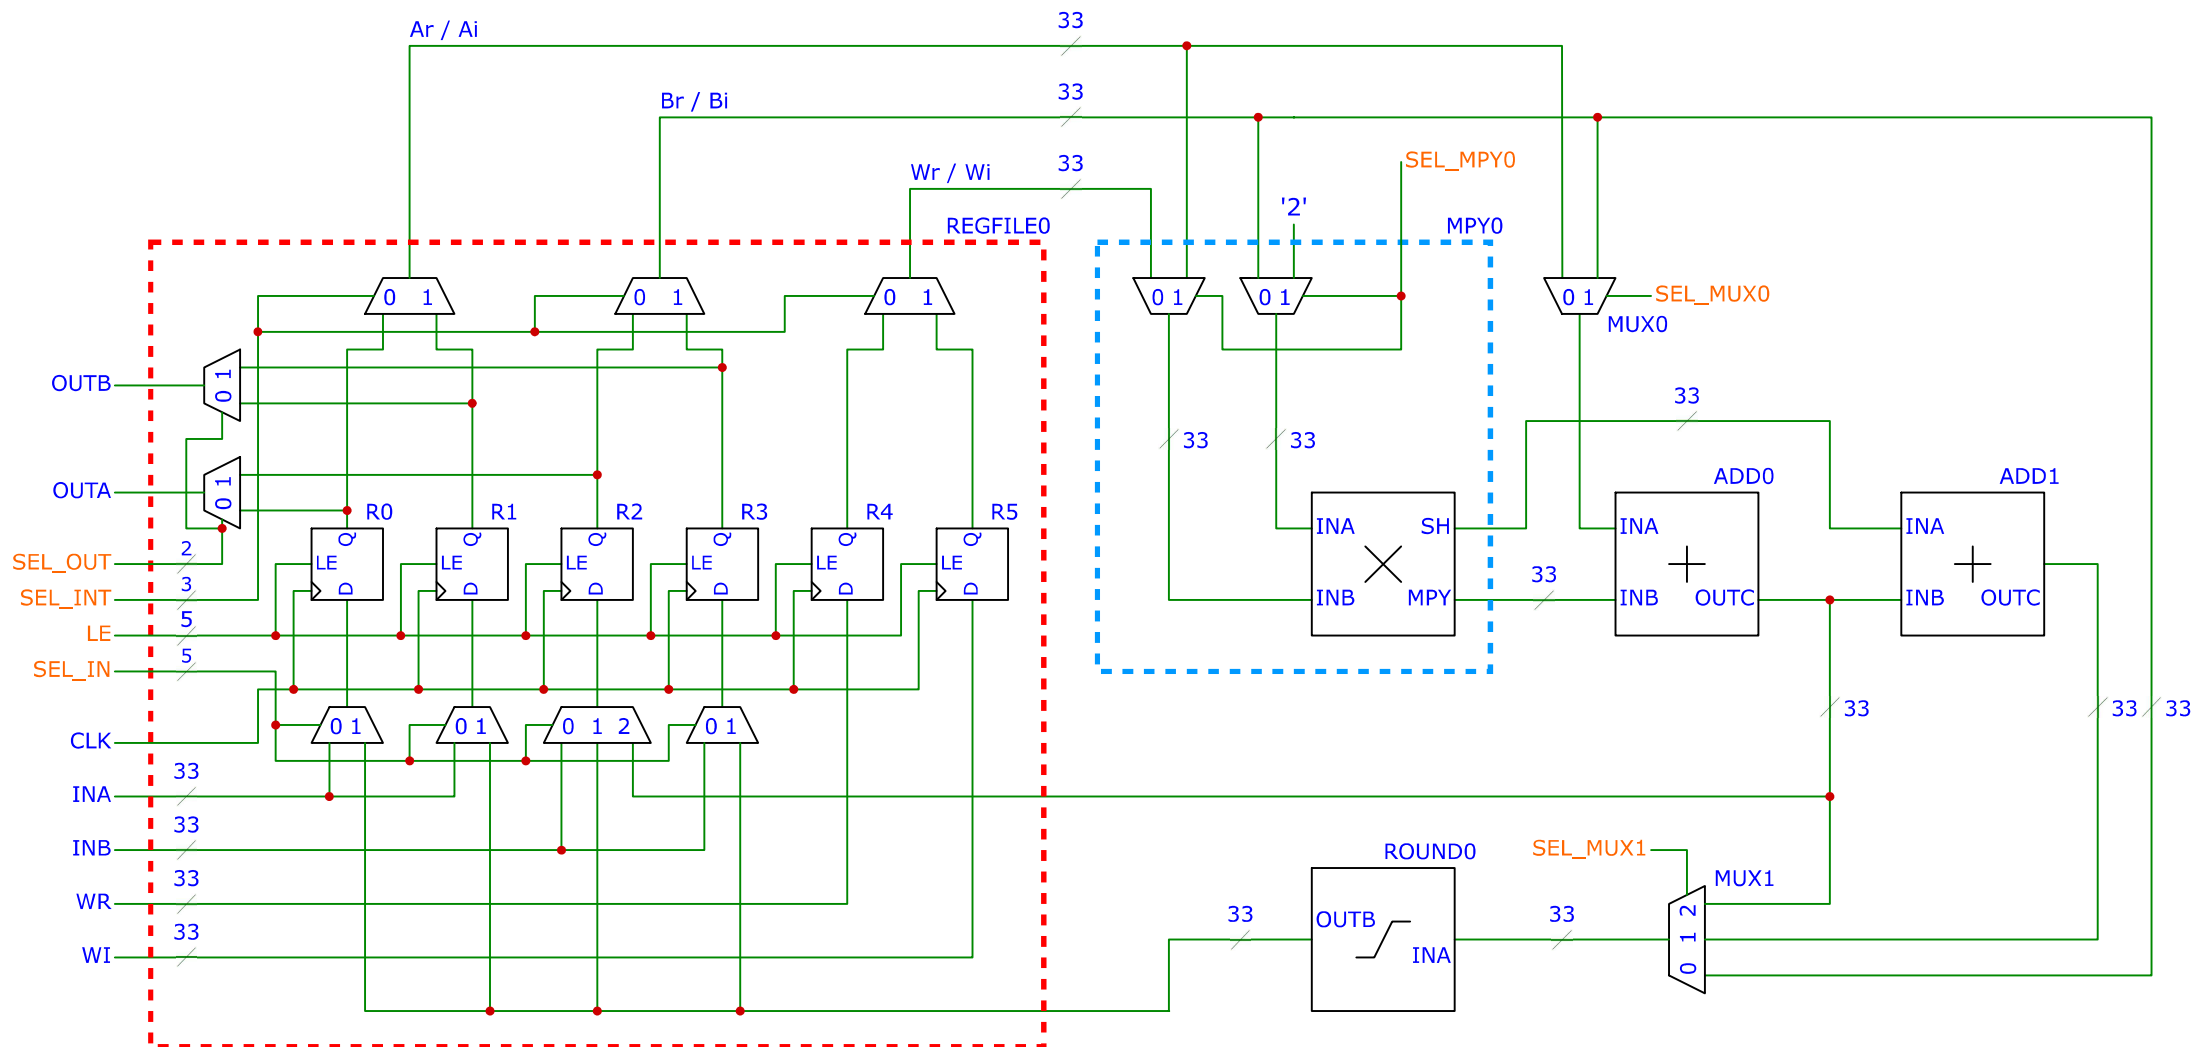 33
Ar / Ai
33
Br / Bi
33
SEL_MPY0
Wr / Wi
'2'
REGFILE0
MPY0
0 1
0 1
0 1
0 1
0 1
0 1
SEL_MUX0
MUX0
OUTB
0 1
33
33
33
OUTA
0 1
ADD0
ADD1
R0
R1
R2
R3
R4
R5
Q
Q
Q
Q
Q
Q
INA
SH
INA
INA
SEL_OUT
2
LE
LE
LE
LE
LE
LE
33
SEL_INT
3
D
D
D
D
D
D
INB
MPY
INB
OUTC
INB
OUTC
LE
5
SEL_IN
5
33
33
33
0 1
0 1
0 1 2
0 1
CLK
33
INA
33
INB
SEL_MUX1
ROUND0
33
MUX1
WR
33
OUTB
33
2
1
0
33
INA
WI